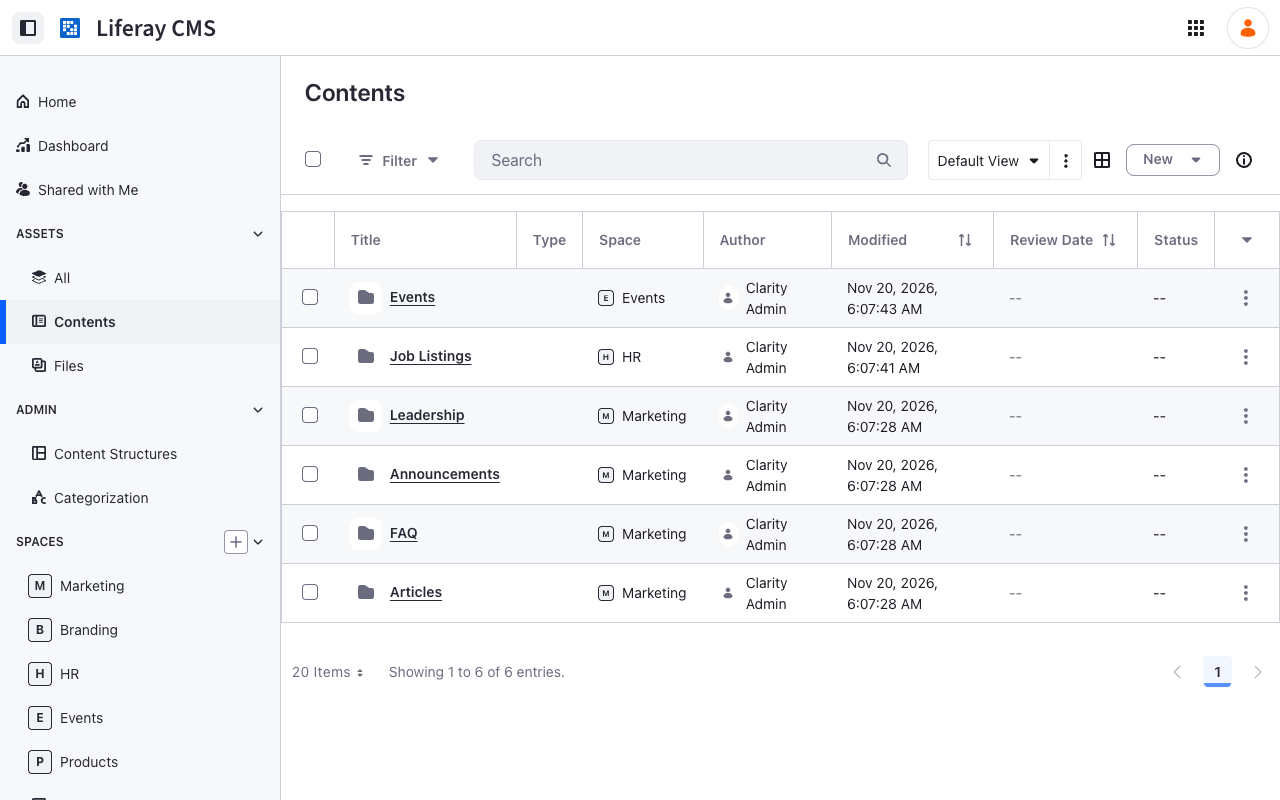 Liferay CMS
Home
Dashboard
Shared with Me
ASSETS
All
Contents
Files
ADMIN
Content Structures
Categorization
SPACES
M Marketing
B Branding
H HR
E Events
P Products
Contents
Filter
Search
Default View
New
Title Type Space Author Modified Review Date Status
Events E Events Clarity Admin Nov 20, 2026, 6:07:43 AM -- --
Job Listings H HR Clarity Admin Nov 20, 2026, 6:07:41 AM -- --
Leadership M Marketing Clarity Admin Nov 20, 2026, 6:07:28 AM -- --
Announcements M Marketing Clarity Admin Nov 20, 2026, 6:07:28 AM -- --
FAQ M Marketing Clarity Admin Nov 20, 2026, 6:07:28 AM -- --
Articles M Marketing Clarity Admin Nov 20, 2026, 6:07:28 AM -- --
20 Items Showing 1 to 6 of 6 entries. 1